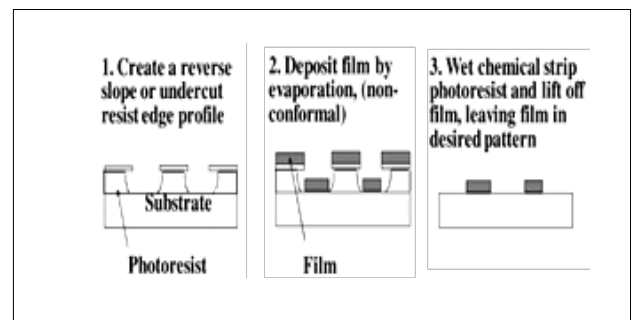 1. Create a reverse
slope or undercut
resist edge profile
Substrate
Photoresist
2. Deposit film by
evaporation, (non-
conformal)
Film
3. Wet chemical strip
photoresist and lift off
film, leaving film in
desired pattern